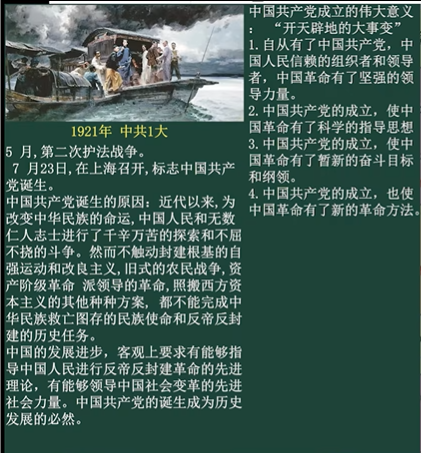 1921年 中共1大
5 月,第二次护法战争。
7 月23日,在上海召开,标志中国共产
党诞生。
中国共产党诞生的原因：近代以来,为
改变中华民族的命运,中国人民和无数
仁人志士进行了千辛万苦的探索和不屈
不挠的斗争。然而不触动封建根基的自
强运动和改良主义,旧式的农民战争,资
产阶级革命 派领导的革命,照搬西方资
本主义的其他种种方案, 都不能完成中
华民族救亡图存的民族使命和反帝反封
建的历史任务。
中国的发展进步，客观上要求有能够指
导中国人民进行反帝反封建革命的先进
理论，有能够领导中国社会变革的先进
社会力量。中国共产党的诞生成为历史
发展的必然。
中国共产党成立的伟大意义
：“开天辟地的大事变”
1.自从有了中国共产党，中
国人民信赖的组织者和领导
者，中国革命有了坚强的领
导力量。
2.中国共产党的成立，使中
国革命有了科学的指导思想
3.中国共产党的成立，使中
国革命有了暂新的奋斗目标
和纲领。
4.中国共产党的成立，也使
中国革命有了新的革命方法。